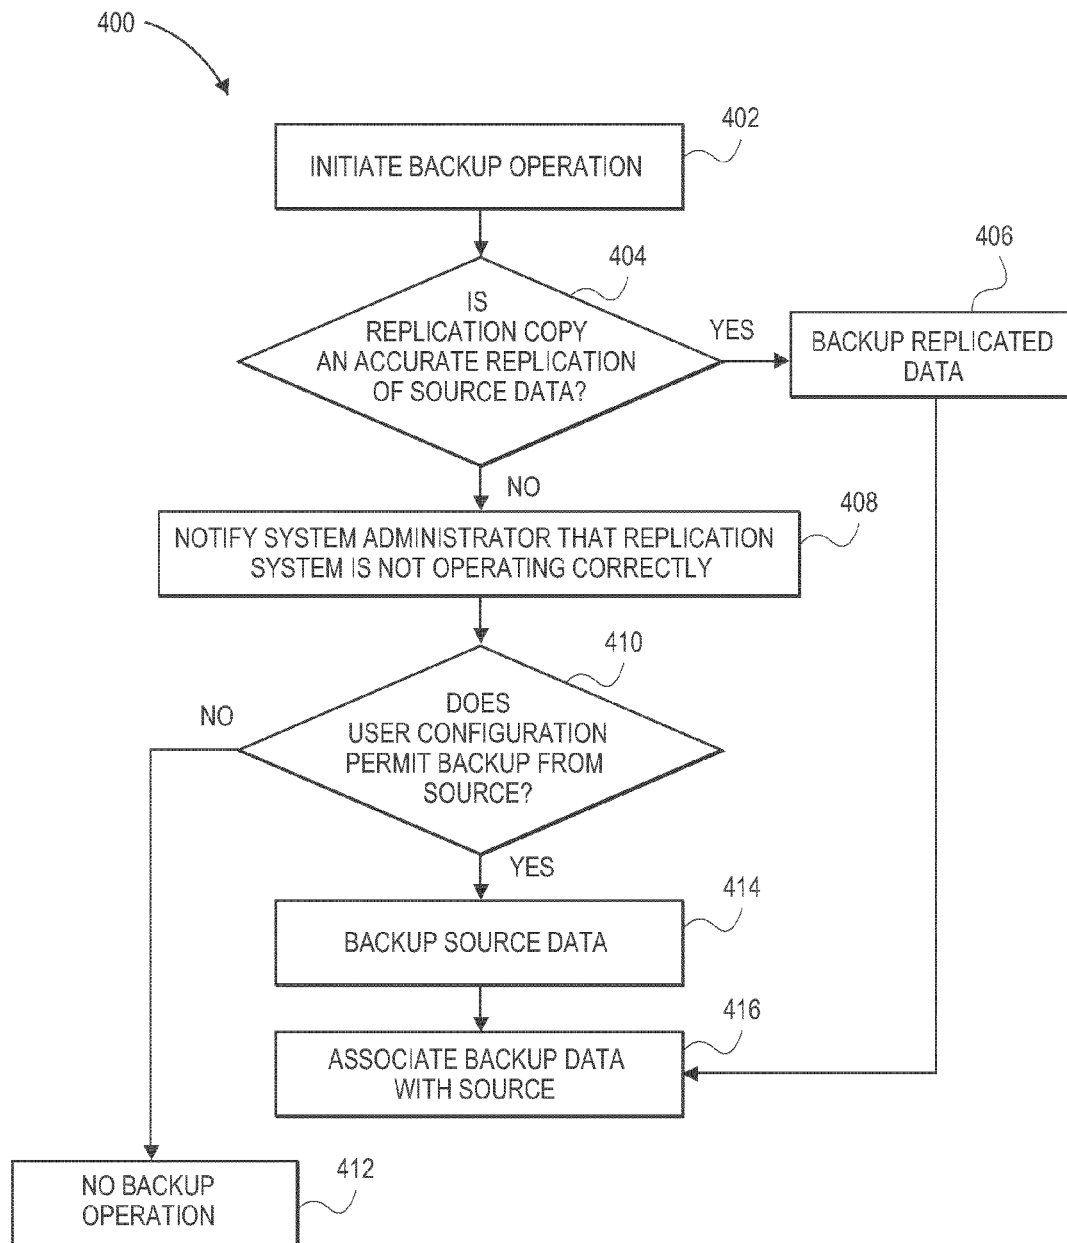 400
402
INITIATE BACKUP OPERATION
404
406
IS
REPLICATION COPY
AN ACCURATE REPLICATION
OF SOURCE DATA?
YES
BACKUP REPLICATED
DATA
NO
408
NOTIFY SYSTEM ADMINISTRATOR THAT REPLICATION
SYSTEM IS NOT OPERATING CORRECTLY
410
DOES
USER CONFIGURATION
PERMIT BACKUP FROM
SOURCE?
NO
YES
414
BACKUP SOURCE DATA
416
ASSOCIATE BACKUP DATA
WITH SOURCE
412
NO BACKUP
OPERATION